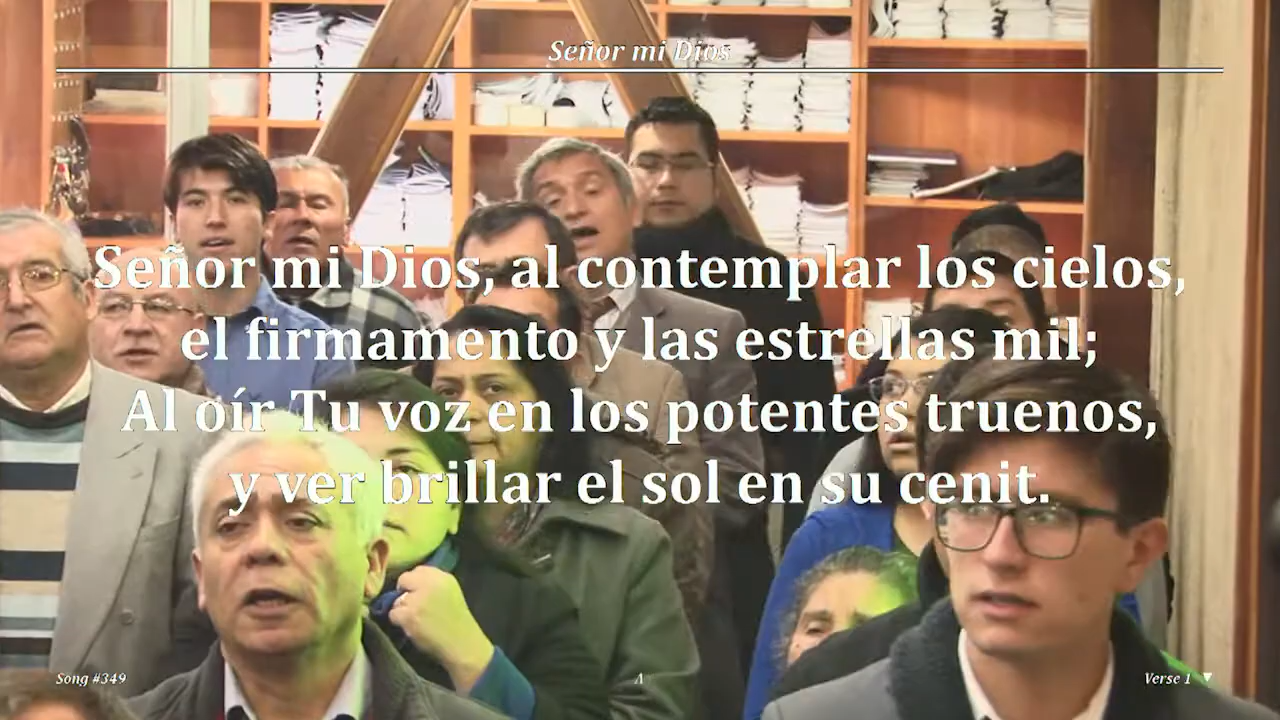 Señor mi Dios
Señor mi Dios, al contemplar los cielos,
el firmamento y las estrellas mil;
Al oír Tu voz en los potentes truenos,
y ver brillar el sol en su cenit.
Song #349
Verse 1 ▼